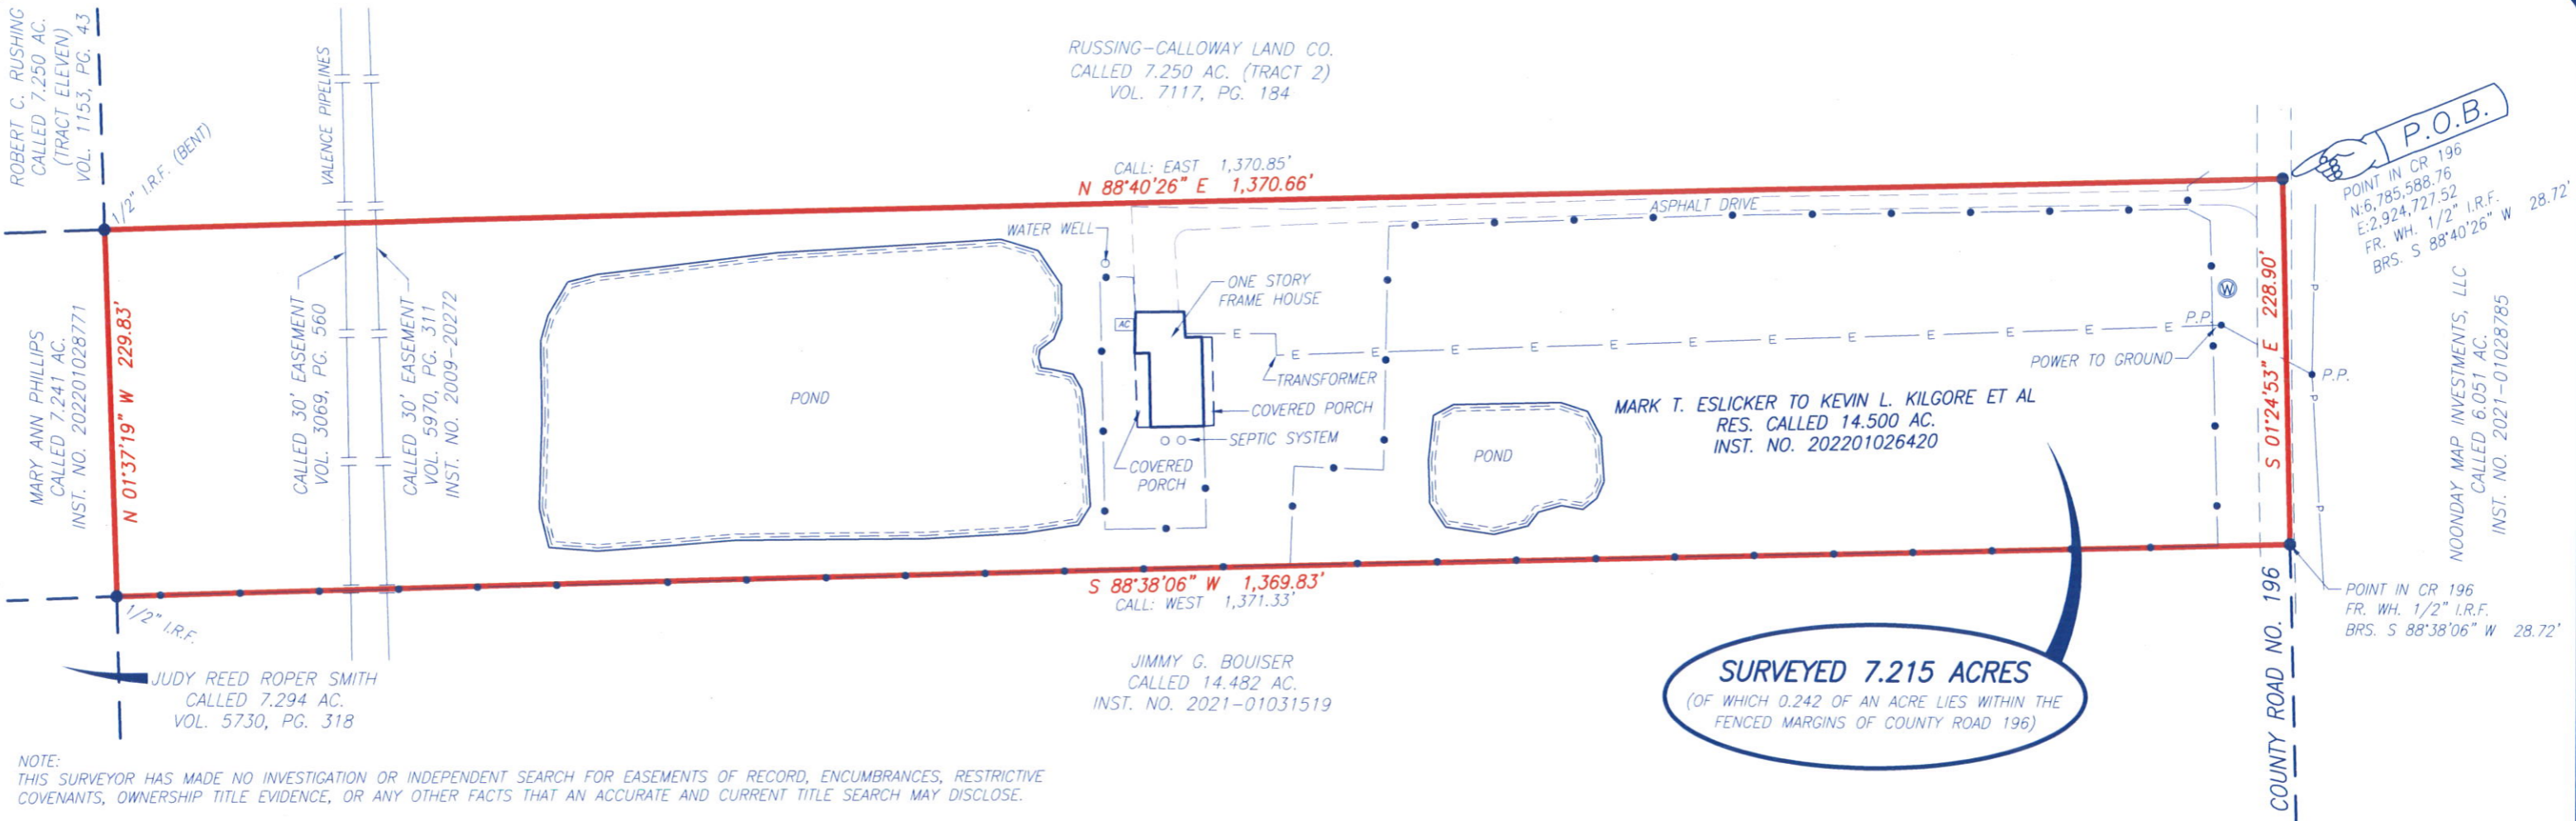 ROBERT C. RUSHING
CALLED 7.250 AC.
(TRACT ELEVEN)
VOL. 1153, PG. 43
1/2" I.R.F. (BENT)
VALENCE PIPELINES
RUSSING-CALLOWAY LAND CO.
CALLED 7.250 AC. (TRACT 2)
VOL. 7117, PG. 184
CALL: EAST 1,370.85'
N 88°40'26" E 1,370.66'
P.O.B.
POINT IN CR 196
N:6,785,588.76
E:2,924,727.52
FR. WH. 1/2" I.R.F.
BRS. S 88°40'26" W 28.72'
ASPHALT DRIVE
WATER WELL
ONE STORY
FRAME HOUSE
AC
E
E E E E E E E E E E E E
TRANSFORMER
P.P.
POWER TO GROUND
W
P
P.P.
P
P
COVERED PORCH
SEPTIC SYSTEM
COVERED
PORCH
POND
POND
MARY ANN PHILLIPS
CALLED 7.241 AC.
INST. NO. 202201028771
N 01°37'19" W 229.83'
CALLED 30' EASEMENT
VOL. 3069, PG. 560
CALLED 30' EASEMENT
VOL. 5970, PG. 311
INST. NO. 2009-20272
MARK T. ESLICKER TO KEVIN L. KILGORE ET AL
RES. CALLED 14.500 AC.
INST. NO. 202201026420
S 01°24'53" E 228.90'
NOONDAY MAP INVESTMENTS, LLC
CALLED 6.051 AC.
INST. NO. 2021-01028785
S 88°38'06" W 1,369.83'
CALL: WEST 1,371.33'
1/2" I.R.F.
POINT IN CR 196
FR. WH. 1/2" I.R.F.
BRS. S 88°38'06" W 28.72'
COUNTY ROAD NO. 196
JUDY REED ROPER SMITH
CALLED 7.294 AC.
VOL. 5730, PG. 318
JIMMY G. BOUISER
CALLED 14.482 AC.
INST. NO. 2021-01031519
SURVEYED 7.215 ACRES
(OF WHICH 0.242 OF AN ACRE LIES WITHIN THE
FENCED MARGINS OF COUNTY ROAD 196)
NOTE:
THIS SURVEYOR HAS MADE NO INVESTIGATION OR INDEPENDENT SEARCH FOR EASEMENTS OF RECORD, ENCUMBRANCES, RESTRICTIVE
COVENANTS, OWNERSHIP TITLE EVIDENCE, OR ANY OTHER FACTS THAT AN ACCURATE AND CURRENT TITLE SEARCH MAY DISCLOSE.